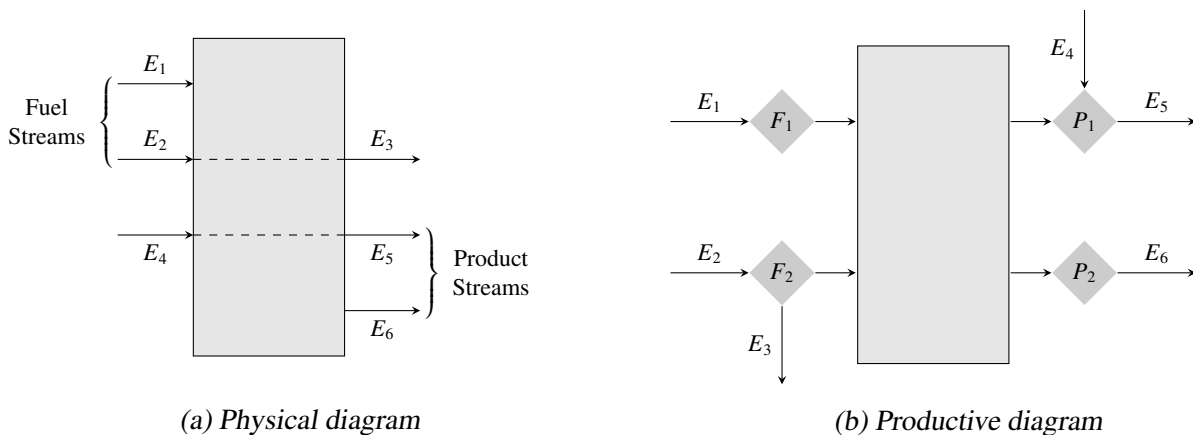 E1
Fuel
Streams
E2
E3
E4
E5
Product
Streams
E6
(a) Physical diagram
E4
E1
F1
P1
E5
E2
F2
P2
E6
E3
(b) Productive diagram